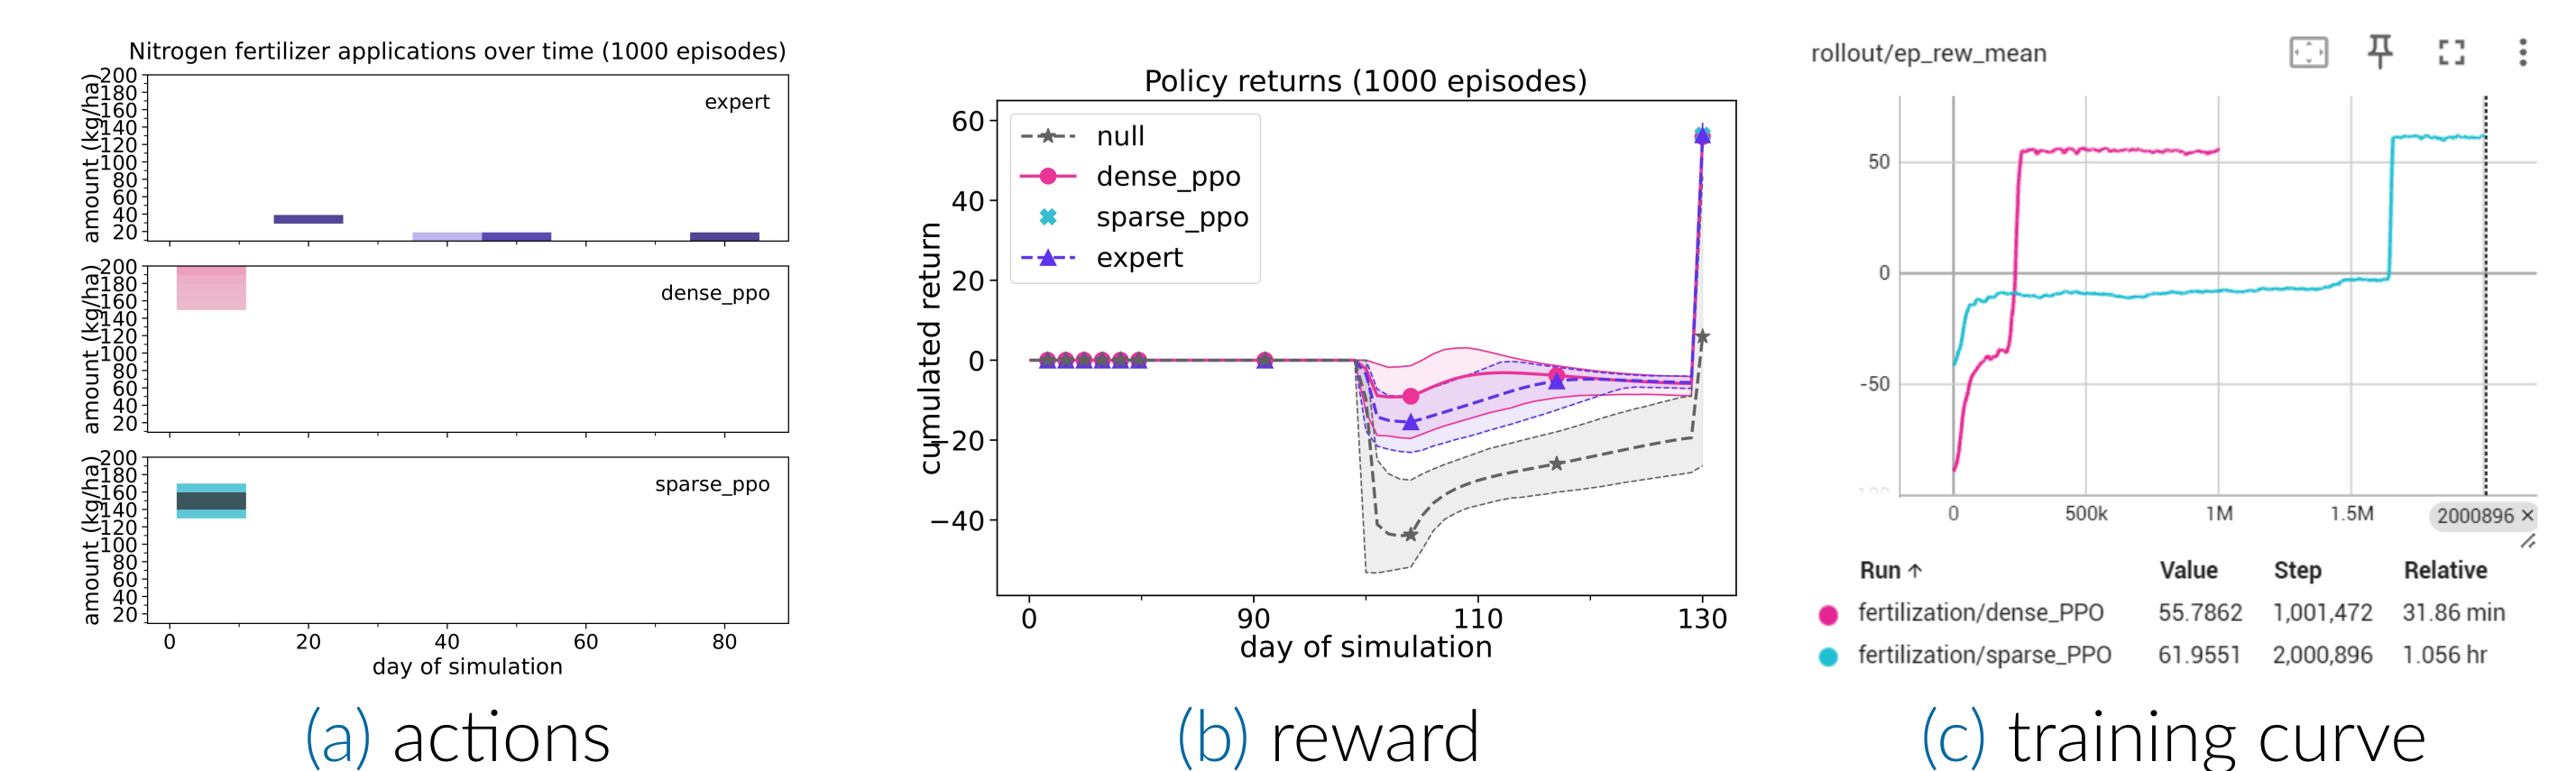 Nitrogen fertilizer applications over time (1000 episodes)
amount (kg/ha)
200
180
160
140
120
100
80
60
40
20
expert
amount (kg/ha)
200
180
160
140
120
100
80
60
40
20
dense_ppo
amount (kg/ha)
200
180
160
140
120
100
80
60
40
20
sparse_ppo
0 20 40 60 80
day of simulation
(a) actions
Policy returns (1000 episodes)
cumulated return
60
40
20
0
−20
−40
null
dense_ppo
sparse_ppo
expert
0 90 110 130
day of simulation
(b) reward
rollout/ep_rew_mean
50
0
-50
-100
0 500k 1M 1.5M 2000896 ×
Run ↑ Value Step Relative
fertilization/dense_PPO 55.7862 1,001,472 31.86 min
fertilization/sparse_PPO 61.9551 2,000,896 1.056 hr
(c) training curve